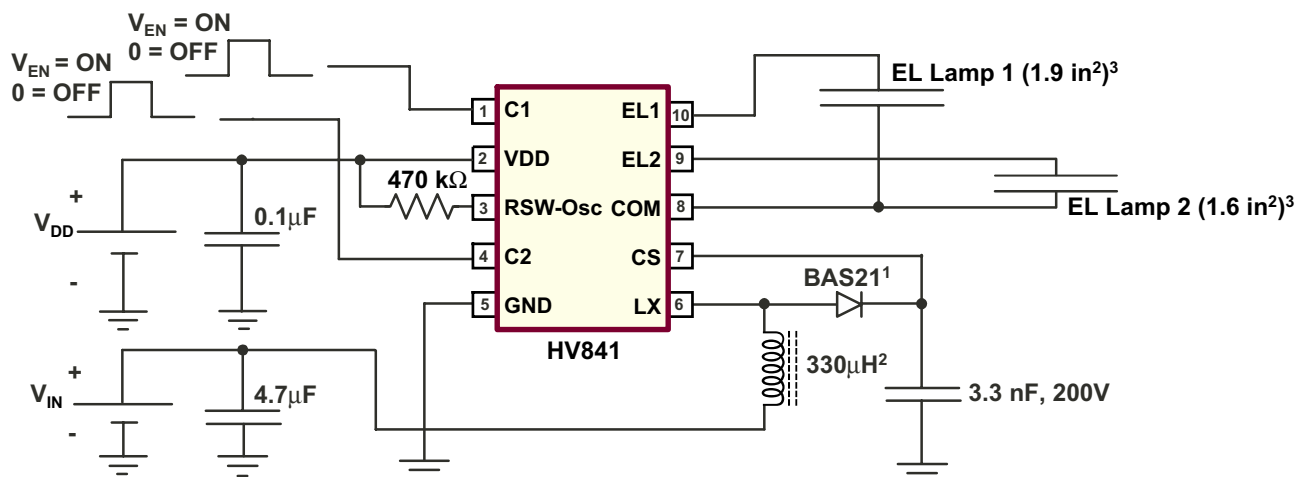 V_EN = ON
0 = OFF
V_EN = ON
0 = OFF
EL Lamp 1 (1.9 in²)³
1 C1 EL1 10
2 VDD EL2 9
470 kΩ
3 RSW-Osc COM 8
EL Lamp 2 (1.6 in²)³
+
V_DD
-
0.1μF
4 C2 CS 7
BAS21¹
5 GND LX 6
HV841
330μH²
3.3 nF, 200V
+
V_IN
-
4.7μF